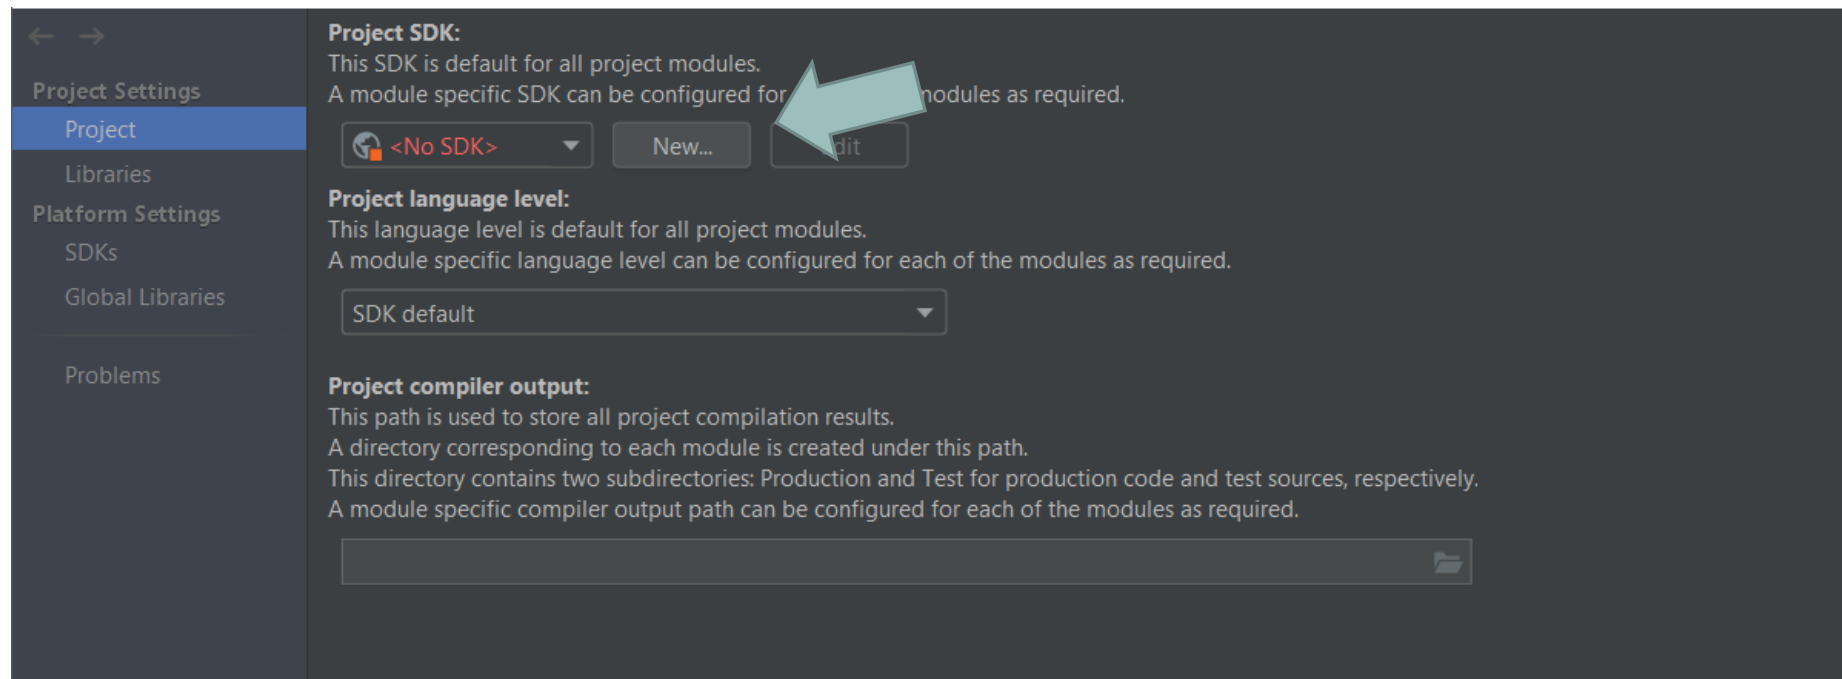 Project Settings
Project
Libraries
Platform Settings
SDKs
Global Libraries
Problems
Project SDK:
This SDK is default for all project modules.
A module specific SDK can be configured for modules as required.
<No SDK>
New...
Project language level:
This language level is default for all project modules.
A module specific language level can be configured for each of the modules as required.
SDK default
Project compiler output:
This path is used to store all project compilation results.
A directory corresponding to each module is created under this path.
This directory contains two subdirectories: Production and Test for production code and test sources, respectively.
A module specific compiler output path can be configured for each of the modules as required.